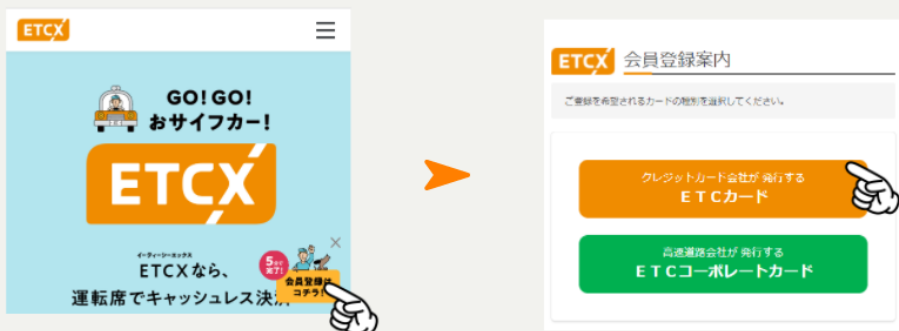 ETCX
GO! GO!
おサイフカー!
ETCX
イーティーシーエックス
ETCXなら、
運転席でキャッシュレス決済
×
5分で
完了!
会員登録は
コチラ!
ETCX 会員登録案内
ご登録を希望されるカードの種別を選択してください。
クレジットカード会社が発行する
ETCカード
高速道路会社が発行する
ETCコーポレートカード